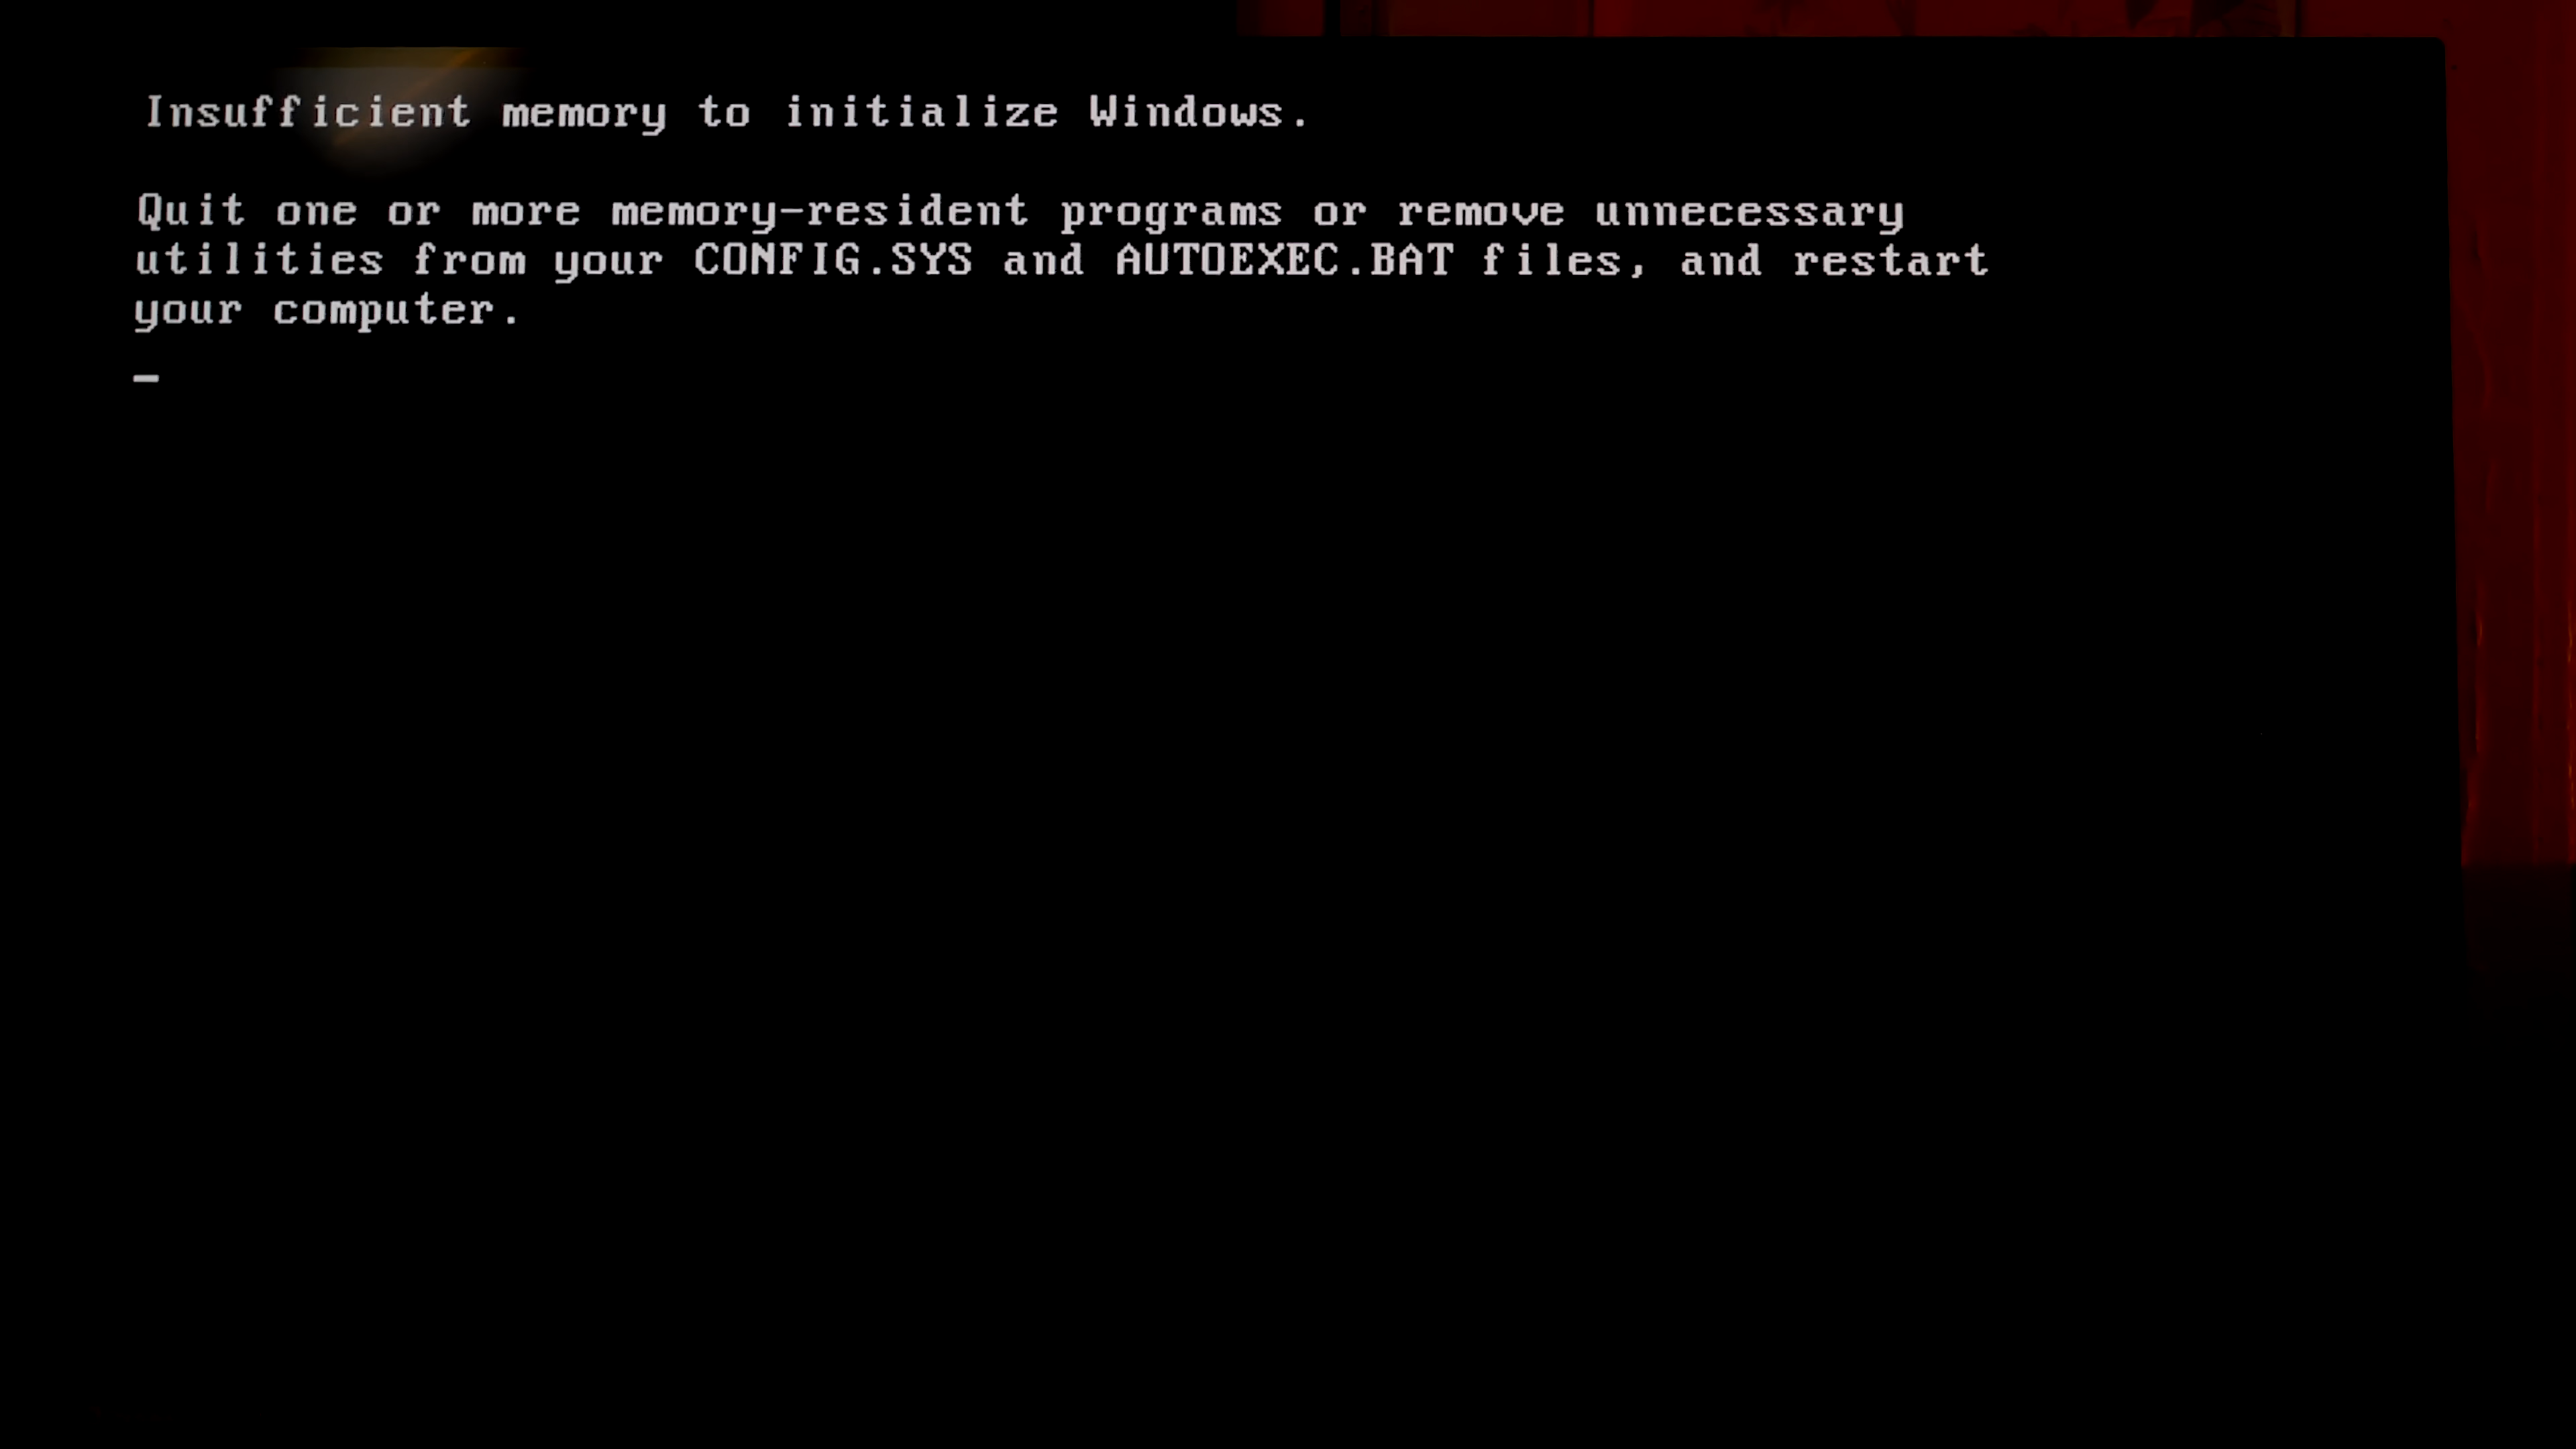 Insufficient memory to initialize Windows.
Quit one or more memory-resident programs or remove unnecessary
utilities from your CONFIG.SYS and AUTOEXEC.BAT files, and restart
your computer.